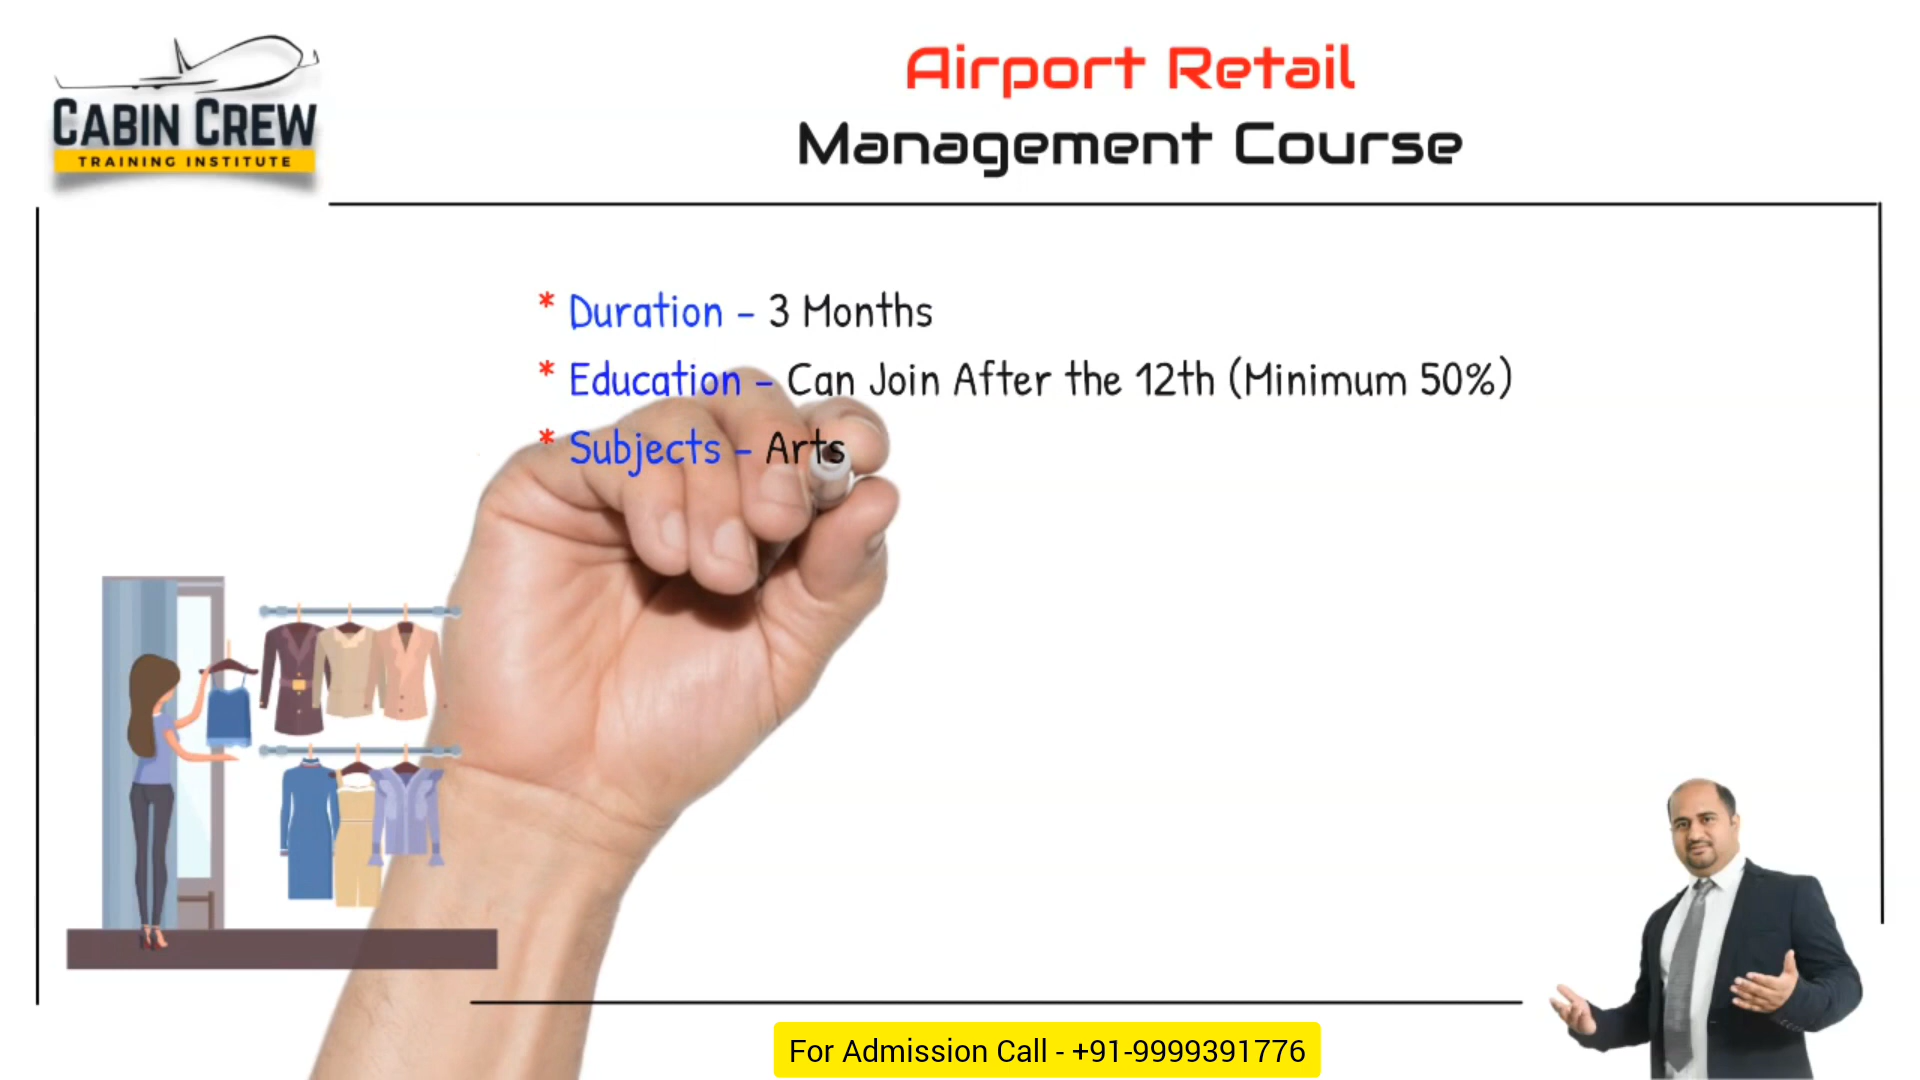 CABIN CREW
TRAINING INSTITUTE
Airport Retail
Management Course
* Duration - 3 Months
* Education - Can Join After the 12th (Minimum 50%)
* Subjects - Arts
For Admission Call - +91-9999391776